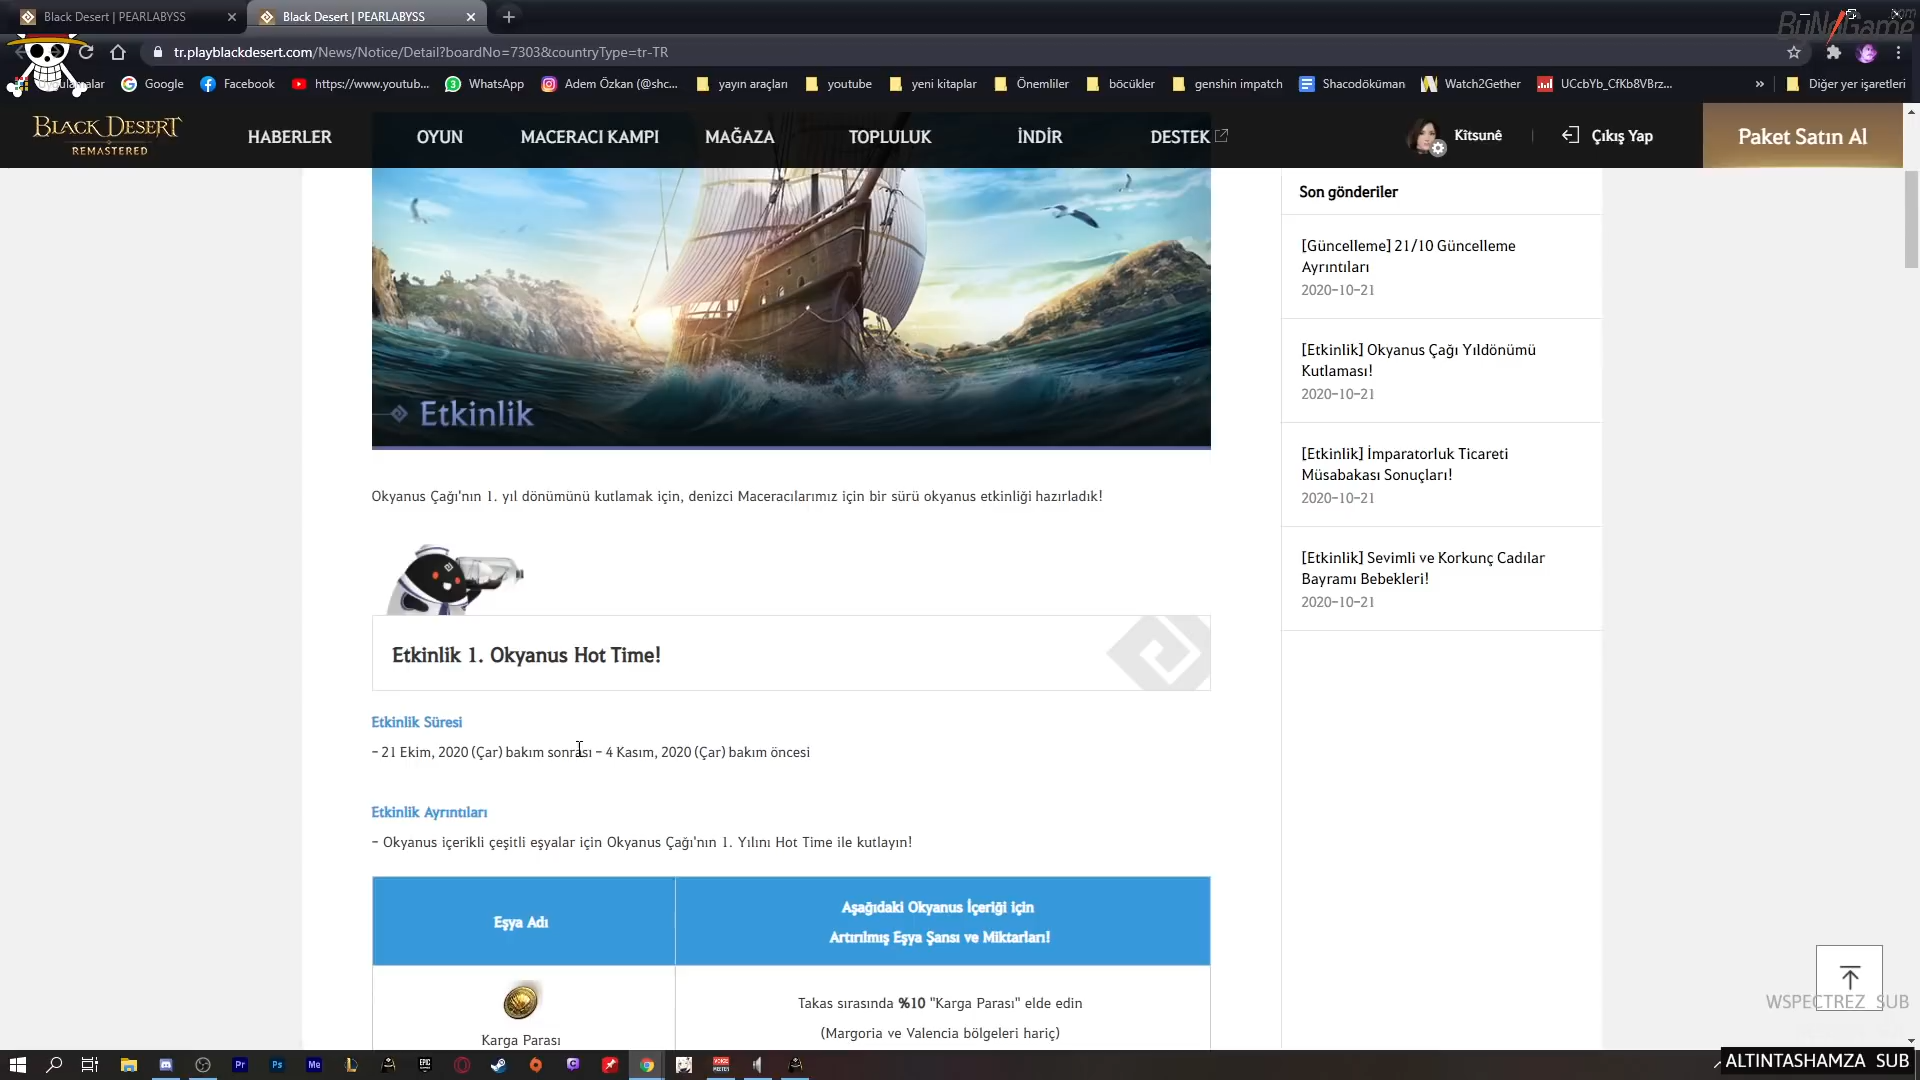 Black Desert | PEARLABYSS
Black Desert | PEARLABYSS
ByNoGame
.com
tr.playblackdesert.com/News/Notice/Detail?boardNo=7303&countryType=tr-TR
Google
Facebook
https://www.youtub...
WhatsApp
Adem Özkan (@shc...
yayın araçları
youtube
yeni kitaplar
Önemliler
böcükler
genshin impatch
Shacodöküman
Watch2Gether
UCcbYb_CfKb8VBrz...
»
Diğer yer işaretleri
BLACK DESERT
REMASTERED
HABERLER
OYUN
MACERACI KAMPI
MAĞAZA
TOPLULUK
İNDİR
DESTEK
Kitsunê
Çıkış Yap
Paket Satın Al
Etkinlik
Okyanus Çağı'nın 1. yıl dönümünü kutlamak için, denizci Maceracılarımız için bir sürü okyanus etkinliği hazırladık!
Etkinlik 1. Okyanus Hot Time!
Etkinlik Süresi
- 21 Ekim, 2020 (Çar) bakım sonrası - 4 Kasım, 2020 (Çar) bakım öncesi
Etkinlik Ayrıntıları
- Okyanus içerikli çeşitli eşyalar için Okyanus Çağı'nın 1. Yılını Hot Time ile kutlayın!
Eşya Adı
Aşağıdaki Okyanus İçeriği için
Artırılmış Eşya Şansı ve Miktarları!
Karga Parası
Takas sırasında %10 "Karga Parası" elde edin
(Margoria ve Valencia bölgeleri hariç)
Son gönderiler
[Güncelleme] 21/10 Güncelleme
Ayrıntıları
2020-10-21
[Etkinlik] Okyanus Çağı Yıldönümü
Kutlaması!
2020-10-21
[Etkinlik] İmparatorluk Ticareti
Müsabakası Sonuçları!
2020-10-21
[Etkinlik] Sevimli ve Korkunç Cadılar
Bayramı Bebekleri!
2020-10-21
WSPECTREZ SUB
Pr
Ps
Me
EPIC
ALTINTASHAMZA SUB